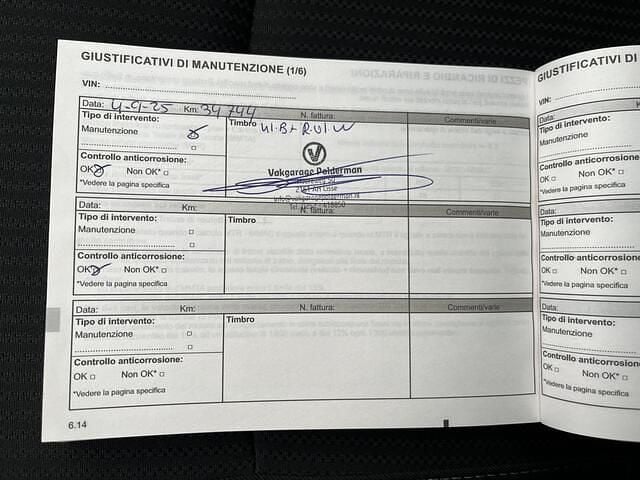 GIUSTIFICATIVI DI MANUTENZIONE (1/6)
VIN:
Data: 4-9-25 Km: 34744 N. fattura: Commenti/varie
Tipo di intervento: Timbro
Manutenzione
Controllo anticorrosione:
OK Non OK*
*Vedere la pagina specifica
Vakgarage Polderman
Data: Km: N. fattura: Commenti/varie
Tipo di intervento: Timbro
Manutenzione
Controllo anticorrosione:
OK Non OK*
*Vedere la pagina specifica
Data: Km: N. fattura: Commenti/varie
Tipo di intervento: Timbro
Manutenzione
Controllo anticorrosione:
OK Non OK*
*Vedere la pagina specifica
6.14
GIUSTIFICATIVI DI
VIN:
Data:
Tipo di intervento:
Manutenzione
Controllo anticorrosione:
OK Non OK*
*Vedere la pagina specifica
Data:
Tipo di intervento:
Manutenzione
Controllo anticorrosione:
OK Non OK*
*Vedere la pagina specifica
Data:
Tipo di intervento:
Manutenzione
Controllo anticorrosione:
OK Non OK*
*Vedere la pagina specifica